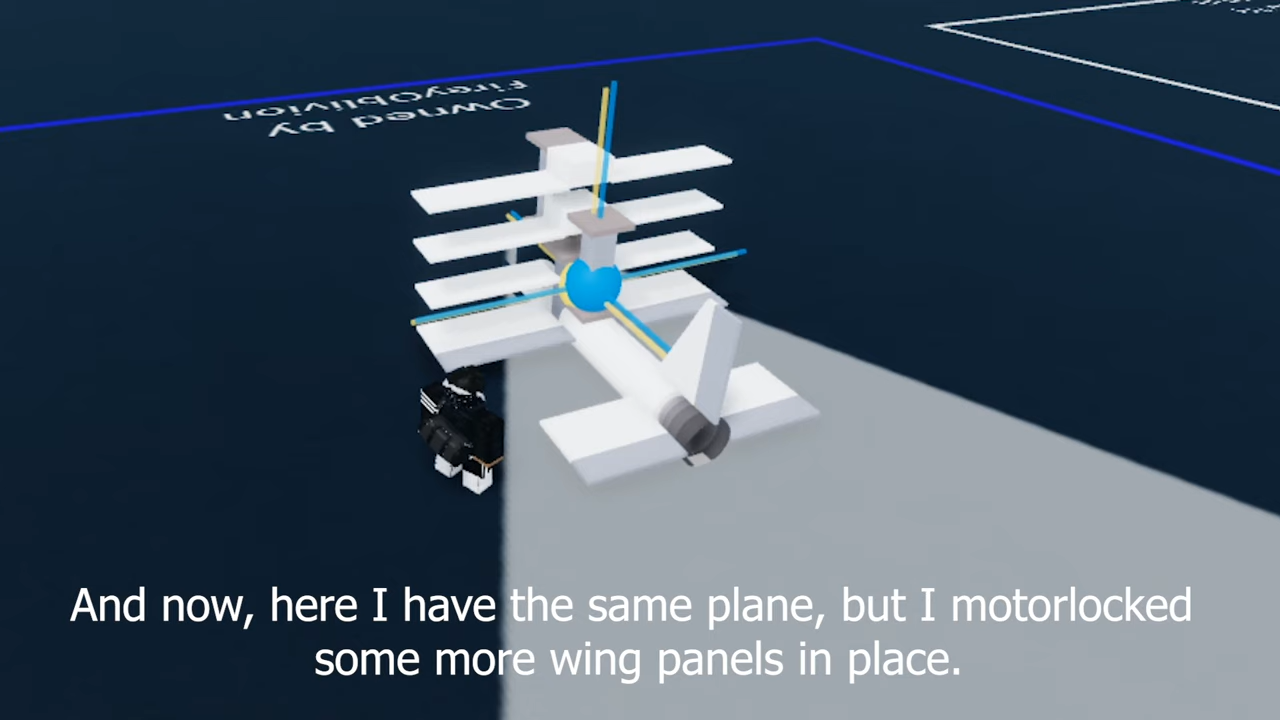 Owned by
FireyOblivion
And now, here I have the same plane, but I motorlocked
some more wing panels in place.